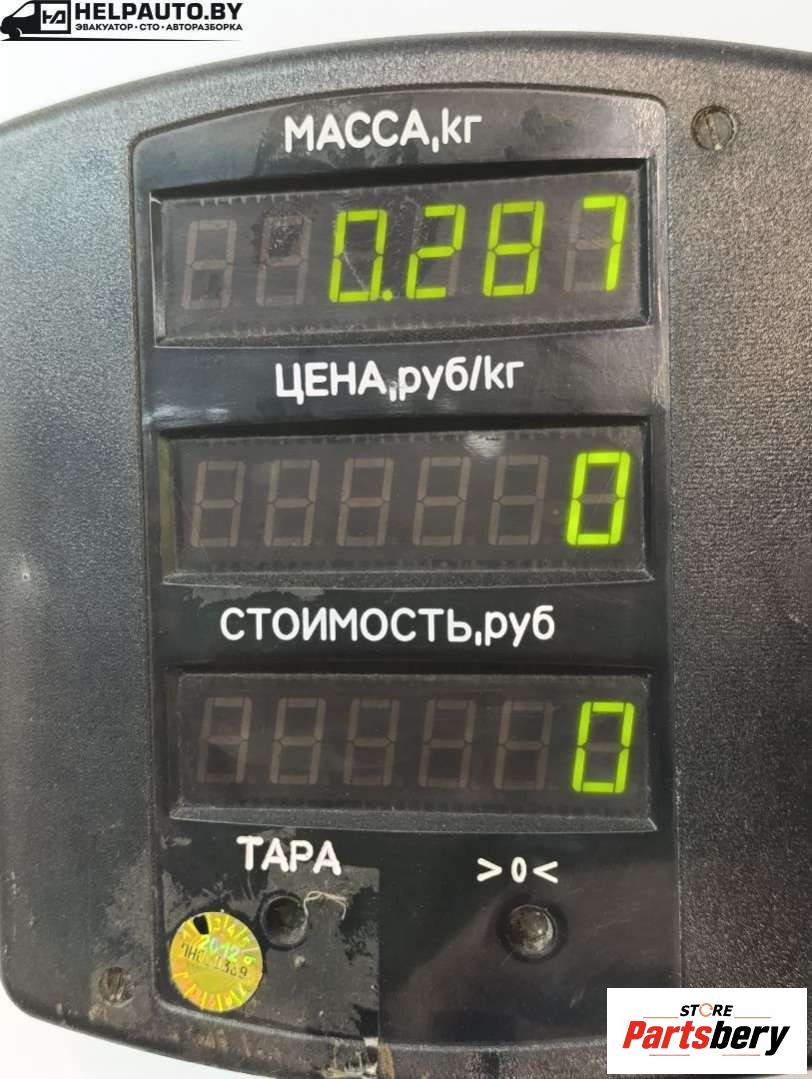 HELPAUTO.BY
ЭВАКУАТОР • СТО • АВТОРАЗБОРКА
МАССА,кг
0.287
ЦЕНА,руб/кг
0
СТОИМОСТЬ,руб
0
ТАРА >0<
2012
STORE
Partsbery